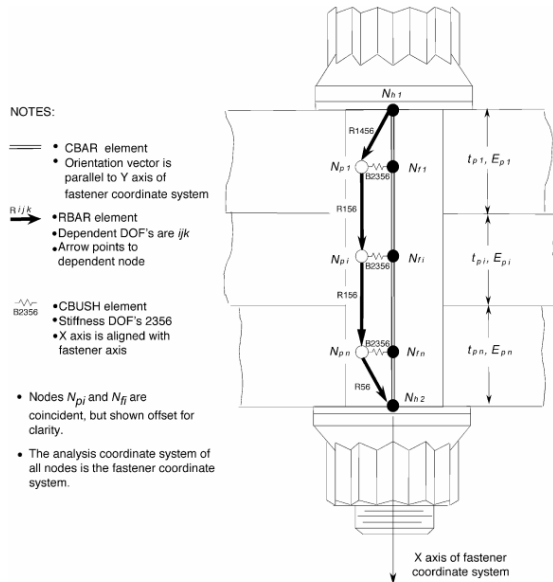 NOTES:
• CBAR element
• Orientation vector is
parallel to Y axis of
fastener coordinate system
R ijk
•RBAR element
•Dependent DOF's are ijk
•Arrow points to
dependent node
B2356
•CBUSH element
•Stiffness DOF's 2356
•X axis is aligned with
fastener axis
• Nodes Npi and Nfi are
coincident, but shown offset for
clarity.
• The analysis coordinate system of
all nodes is the fastener coordinate
system.
Nh1
R1456
Np1
B2356
Nf1
tp1, Ep1
R156
Npi
B2356
Nfi
tpi, Epi
R156
B2356
Npn
Nfn
tpn, Epn
R56
Nh2
X axis of fastener
coordinate system